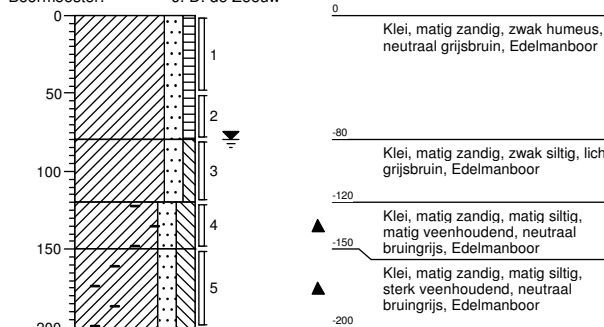 J. D. de Zeeuw
0
50
100
150
200
1
2
3
4
5
0
Klei, matig zandig, zwak humeus,
neutraal grijsbruin, Edelmanboor
-80
Klei, matig zandig, zwak siltig,
grijsbruin, Edelmanboor
-120
Klei, matig zandig, matig siltig,
matig veenhoudend, neutraal
bruingrijs, Edelmanboor
-150
Klei, matig zandig, matig siltig,
sterk veenhoudend, neutraal
bruingrijs, Edelmanboor
-200